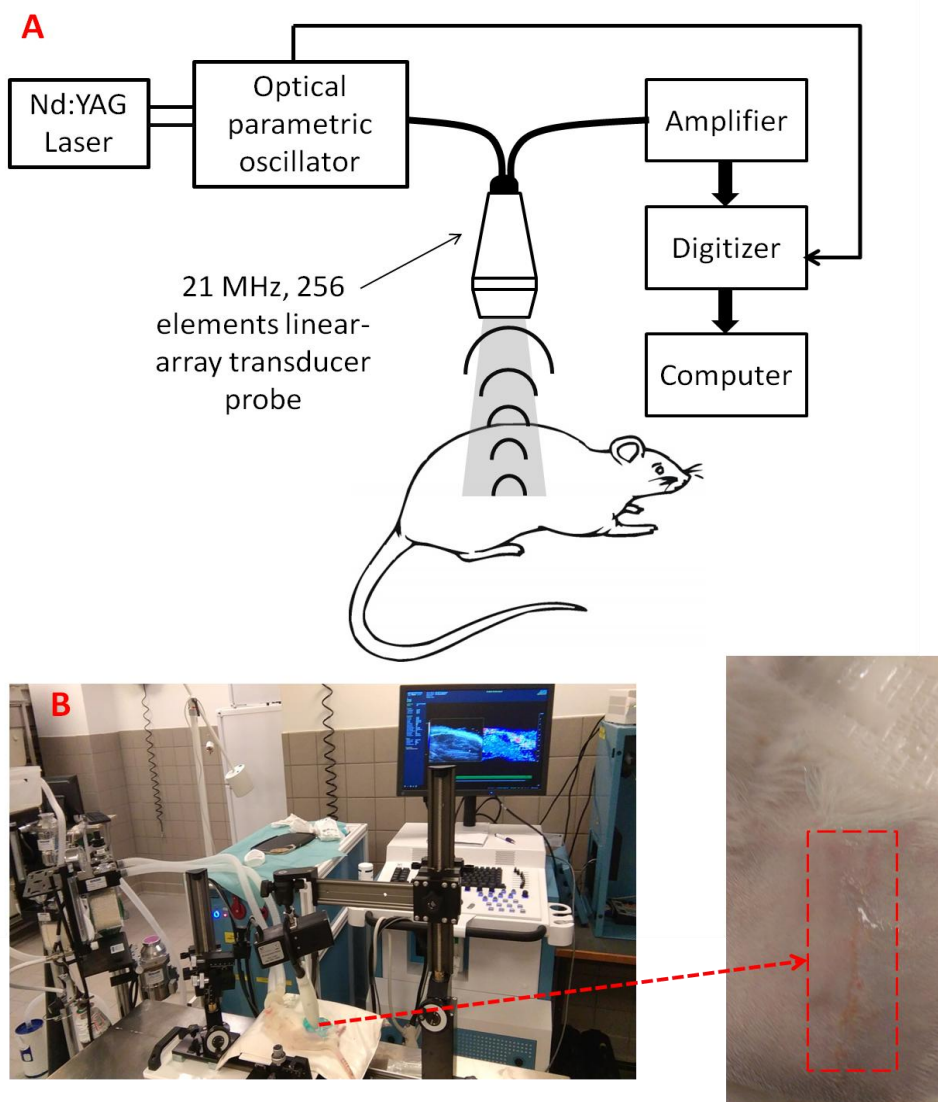 A
Nd:YAG
Laser
Optical
parametric
oscillator
Amplifier
Digitizer
Computer
21 MHz, 256
elements linear-
array transducer
probe
B